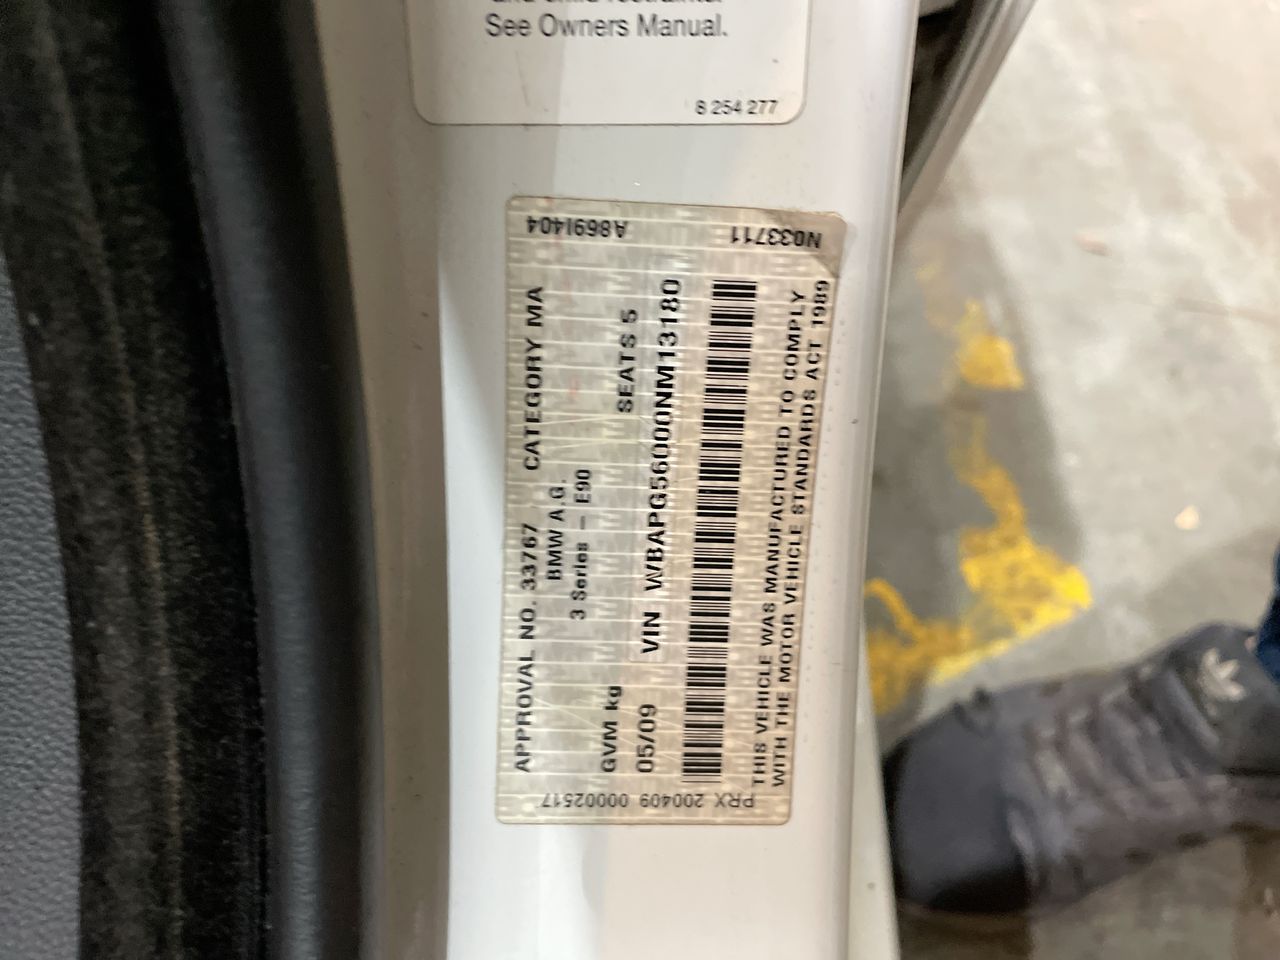 See Owners Manual.
8 254 277
A869I404
N033711
APPROVAL NO. 33767 CATEGORY MA
BMW A.G.
3 Series - E90
GVM kg SEATS 5
05/09 VIN WBAPG56000NM13180
THIS VEHICLE WAS MANUFACTURED TO COMPLY
WITH THE MOTOR VEHICLE STANDARDS ACT 1989
PRX 200409 00002517